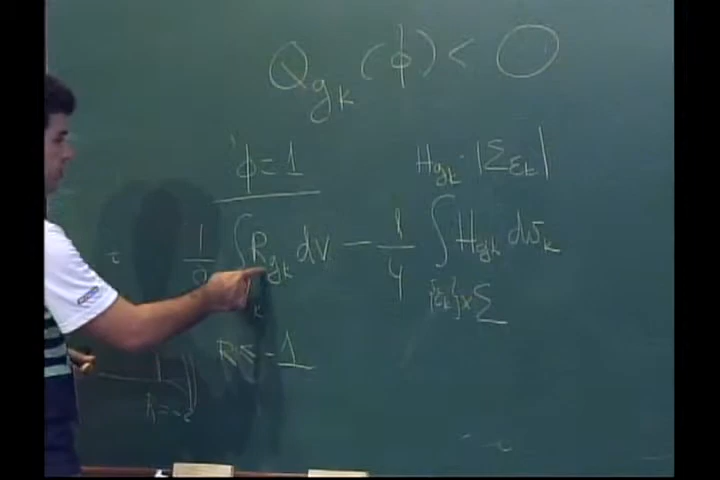 Q_{g_k} (φ) < 0
φ = 1
H_{g_k} · |Σ_{ε_k}|
1/8 ∫ R_{g_k} dv − 1/4 ∫_{{ε_k}×Σ} H_{g_k} dσ_k
R ≤ −1